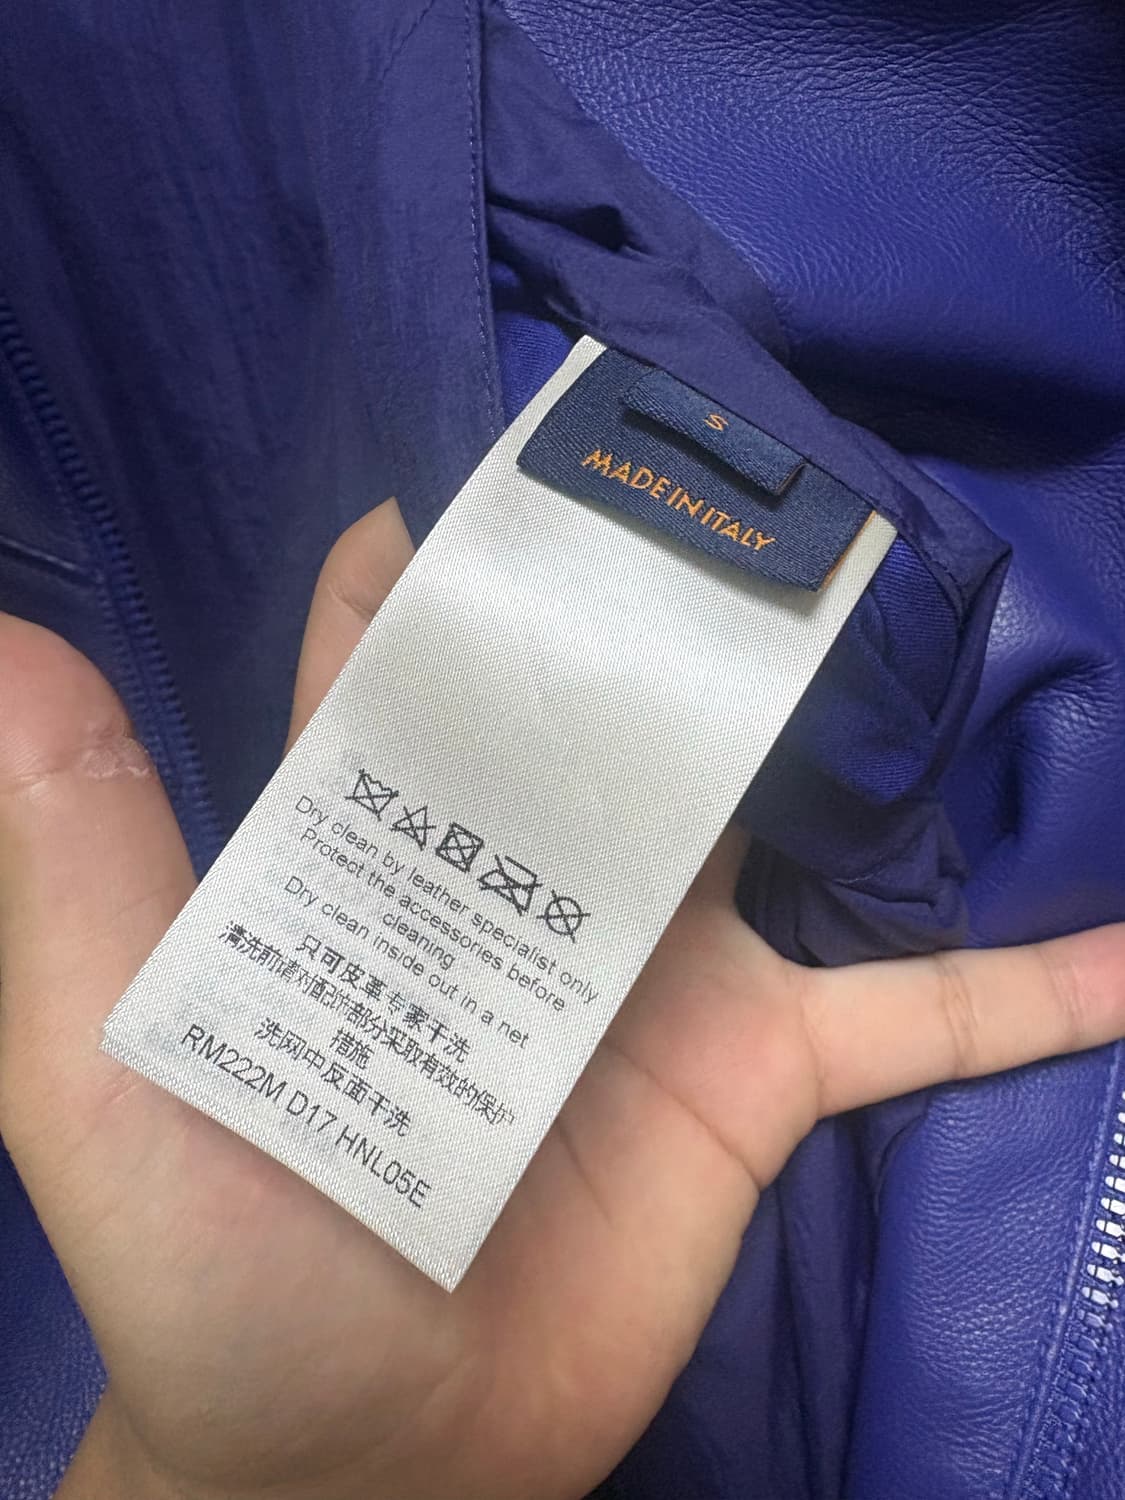 S
MADE IN ITALY
Dry clean by leather specialist only
Protect the accessories before
cleaning
Dry clean inside out in a net
只可皮革专家干洗
清洗前请对配饰部分采取有效的保护
措施
洗网中反面干洗
RM222M D17 HNL05E